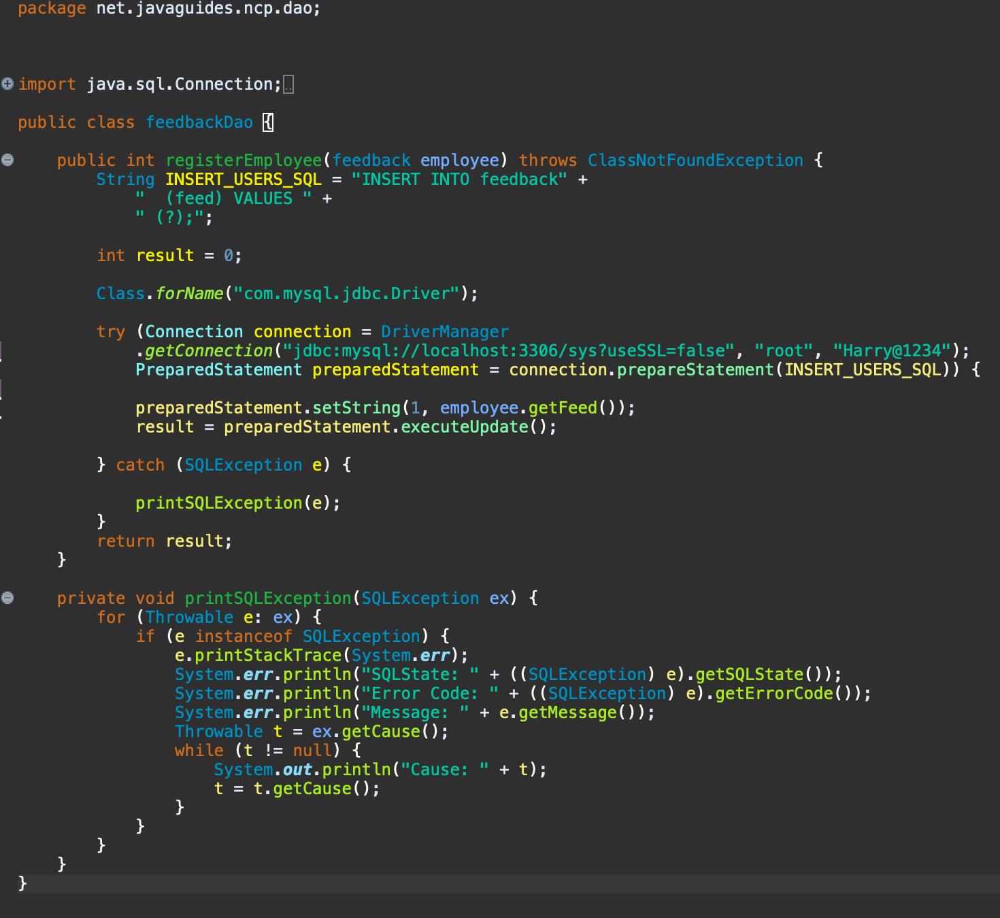 package net.javaguides.ncp.dao;
import java.sql.Connection;..
public class feedbackDao {
    public int registerEmployee(feedback employee) throws ClassNotFoundException {
        String INSERT_USERS_SQL = "INSERT INTO feedback" +
            "  (feed) VALUES " +
            " (?);";
        int result = 0;
        Class.forName("com.mysql.jdbc.Driver");
        try (Connection connection = DriverManager
            .getConnection("jdbc:mysql://localhost:3306/sys?useSSL=false", "root", "Harry@1234");
            PreparedStatement preparedStatement = connection.prepareStatement(INSERT_USERS_SQL)) {
            preparedStatement.setString(1, employee.getFeed());
            result = preparedStatement.executeUpdate();
        } catch (SQLException e) {
            printSQLException(e);
        }
        return result;
    }
    private void printSQLException(SQLException ex) {
        for (Throwable e: ex) {
            if (e instanceof SQLException) {
                e.printStackTrace(System.err);
                System.err.println("SQLState: " + ((SQLException) e).getSQLState());
                System.err.println("Error Code: " + ((SQLException) e).getErrorCode());
                System.err.println("Message: " + e.getMessage());
                Throwable t = ex.getCause();
                while (t != null) {
                    System.out.println("Cause: " + t);
                    t = t.getCause();
                }
            }
        }
    }
}